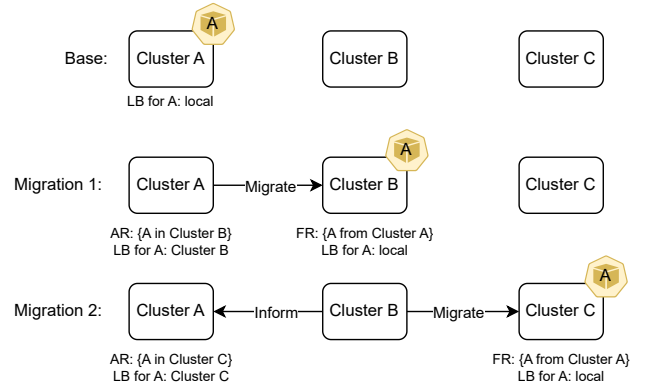 A
Base:
Cluster A
Cluster B
Cluster C
LB for A: local
A
Migration 1:
Cluster A
Migrate
Cluster B
Cluster C
AR: {A in Cluster B}
LB for A: Cluster B
FR: {A from Cluster A}
LB for A: local
A
Migration 2:
Cluster A
Inform
Cluster B
Migrate
Cluster C
AR: {A in Cluster C}
LB for A: Cluster C
FR: {A from Cluster A}
LB for A: local